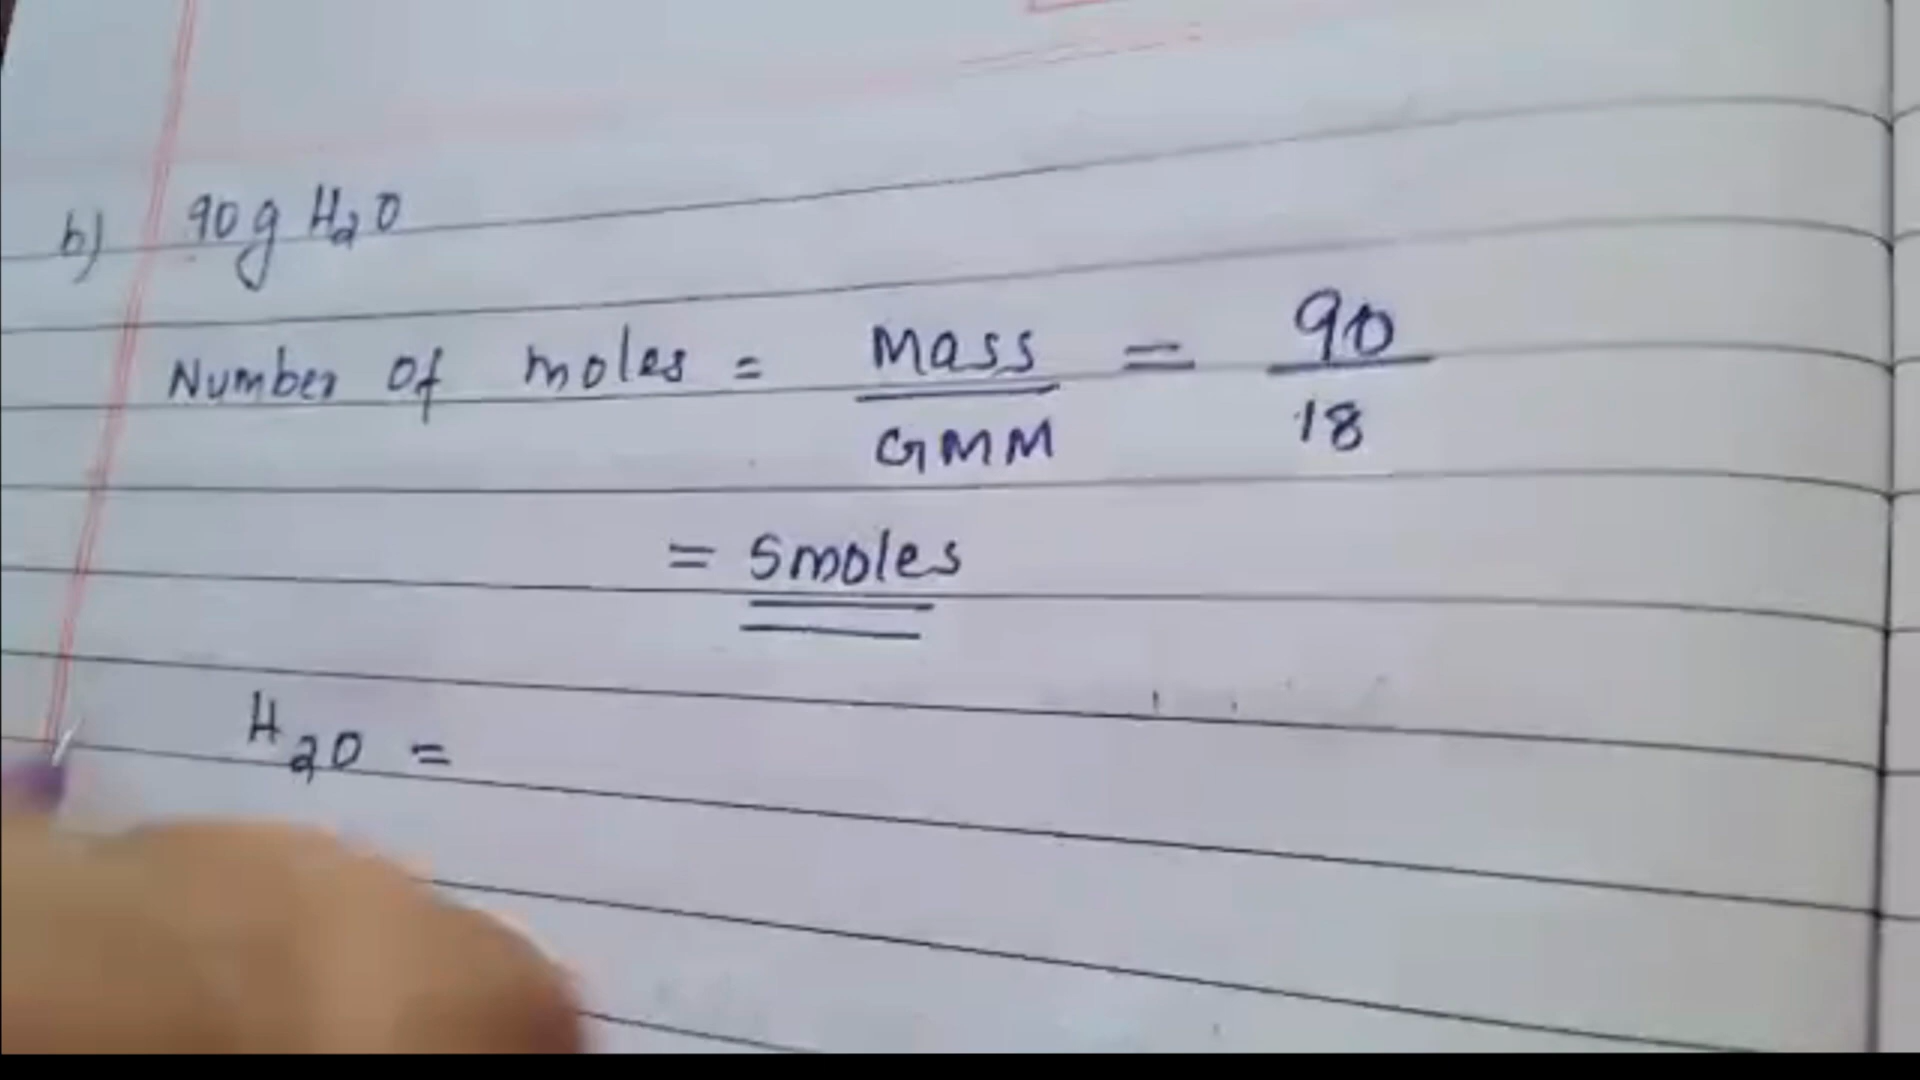 b) 90g H₂O
Number of moles = Mass / GMM = 90 / 18
= 5moles
H₂O =